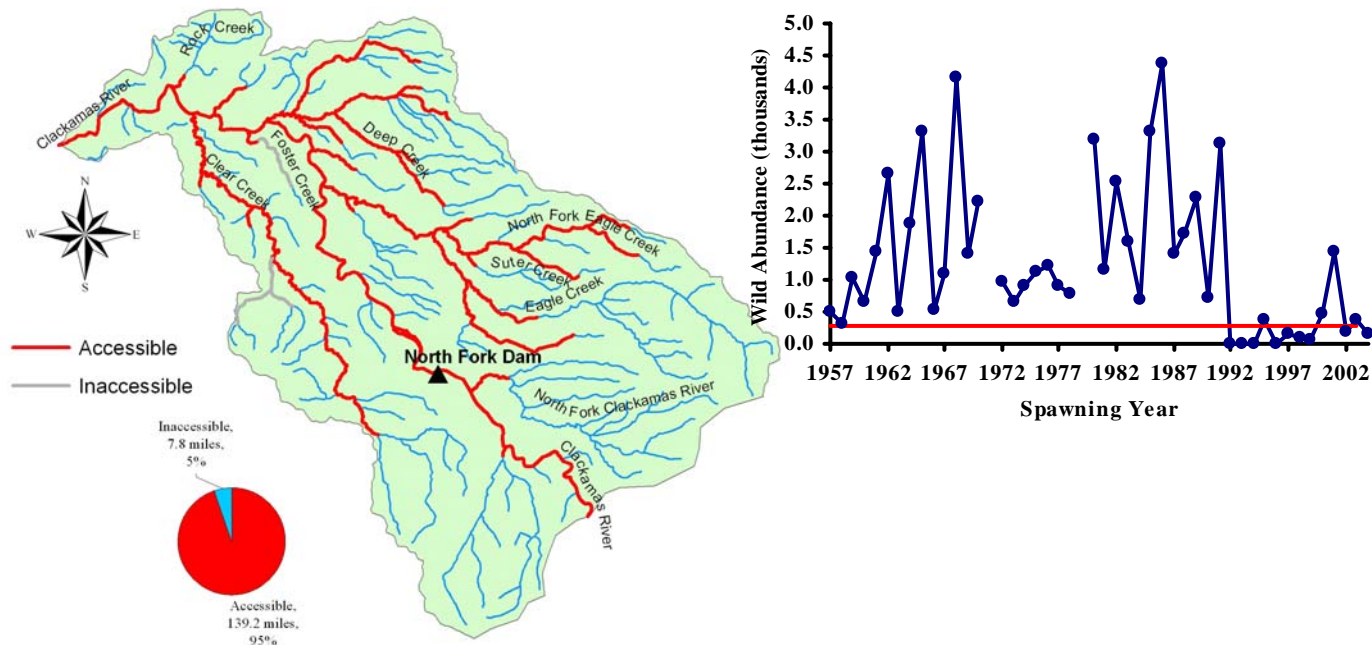 Rock Creek
Clackamas River
Deep Creek
Foster Creek
Clear Creek
N
W
E
S
North Fork Eagle Creek
Suter Creek
Eagle Creek
Accessible
Inaccessible
North Fork Dam
North Fork Clackamas River
Clackamas River
Inaccessible,
7.8 miles,
5%
Accessible,
139.2 miles,
95%
Wild Abundance (thousands)
5.0
4.5
4.0
3.5
3.0
2.5
2.0
1.5
1.0
0.5
0.0
1957 1962 1967 1972 1977 1982 1987 1992 1997 2002
Spawning Year